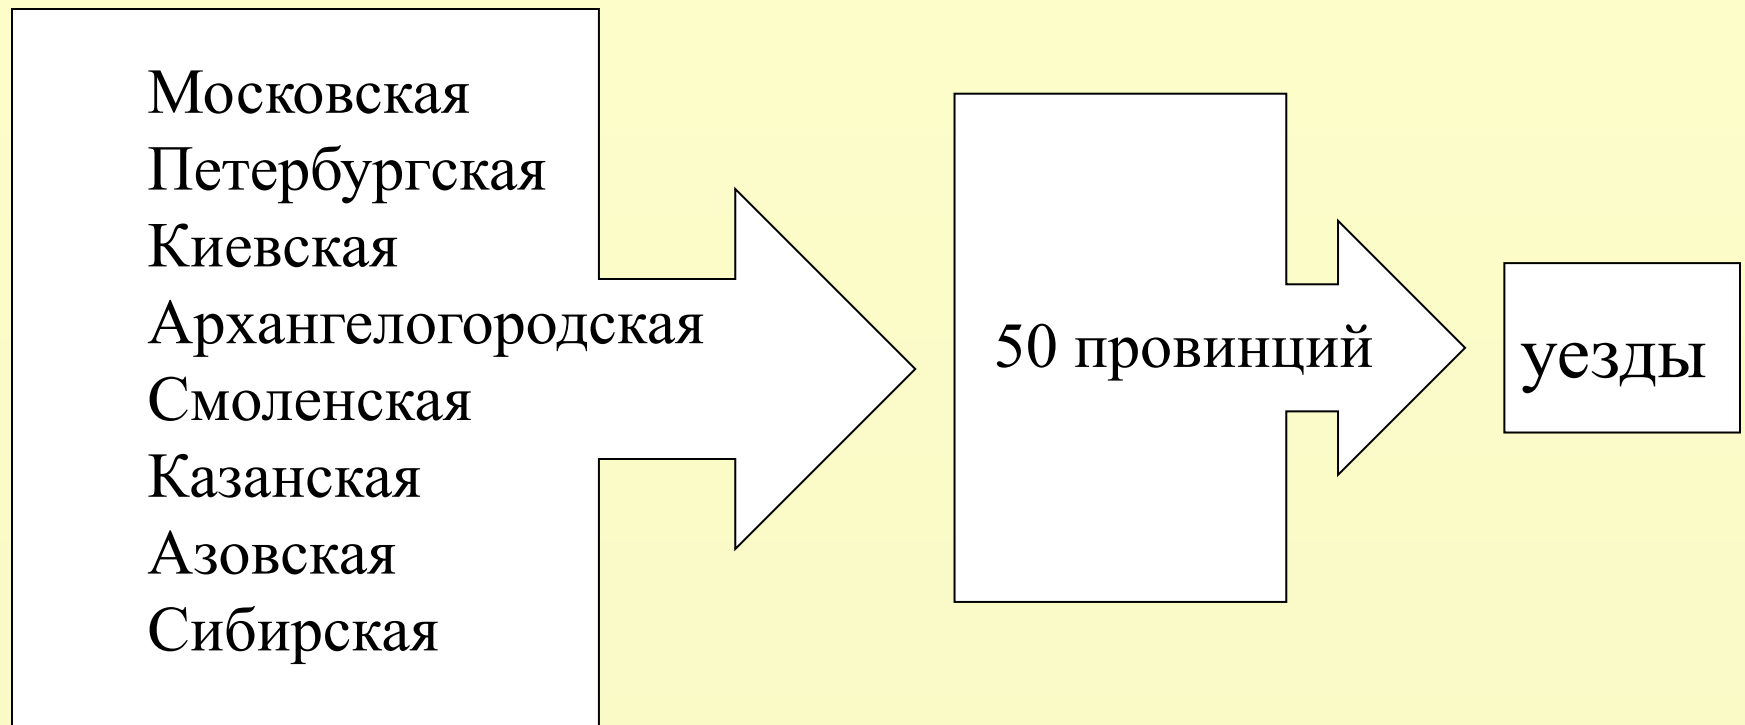 Московская
Петербургская
Киевская
Архангелогородская
Смоленская
Казанская
Азовская
Сибирская
50 провинций
уезды